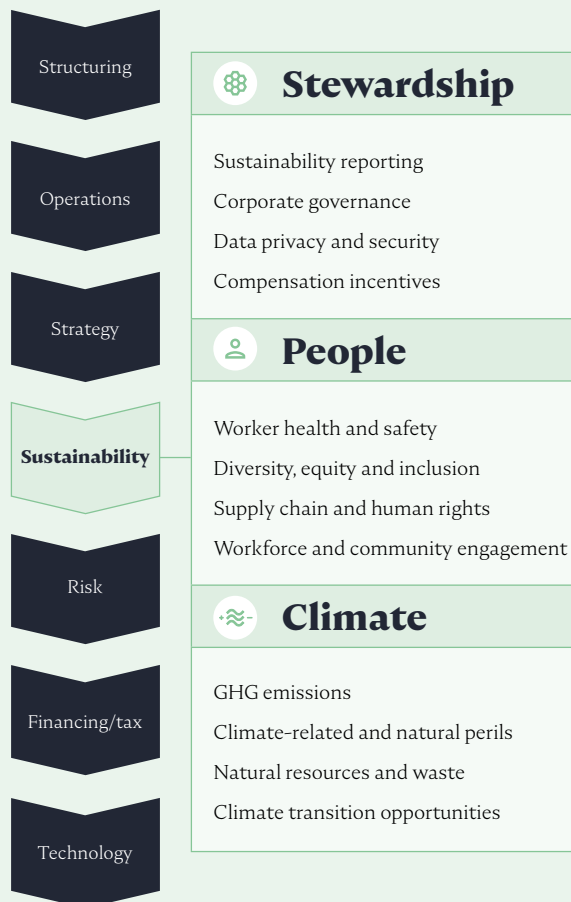 Structuring
Operations
Strategy
Sustainability
Risk
Financing/tax
Technology
Stewardship
Sustainability reporting
Corporate governance
Data privacy and security
Compensation incentives
People
Worker health and safety
Diversity, equity and inclusion
Supply chain and human rights
Workforce and community engagement
Climate
GHG emissions
Climate-related and natural perils
Natural resources and waste
Climate transition opportunities